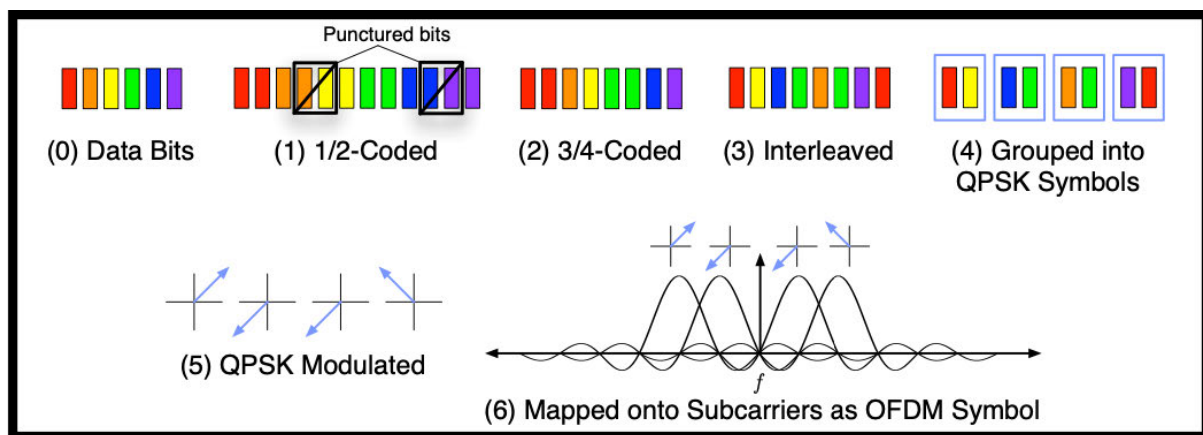 Punctured bits
(0) Data Bits
(1) 1/2-Coded
(2) 3/4-Coded
(3) Interleaved
(4) Grouped into
QPSK Symbols
(5) QPSK Modulated
f
(6) Mapped onto Subcarriers as OFDM Symbol